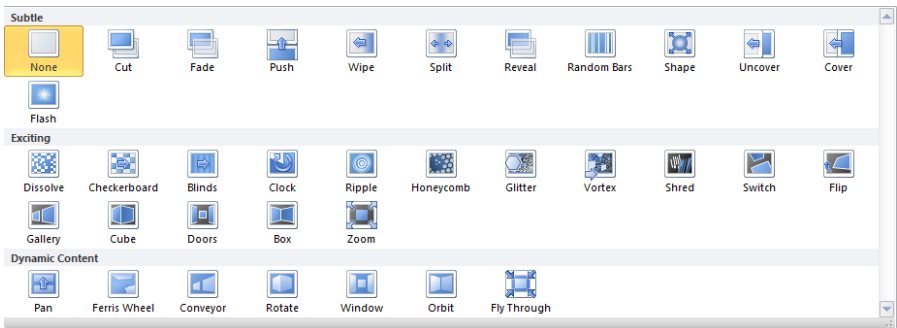 Subtle
None Cut Fade Push Wipe Split Reveal Random Bars Shape Uncover Cover
Flash
Exciting
Dissolve Checkerboard Blinds Clock Ripple Honeycomb Glitter Vortex Shred Switch Flip
Gallery Cube Doors Box Zoom
Dynamic Content
Pan Ferris Wheel Conveyor Rotate Window Orbit Fly Through